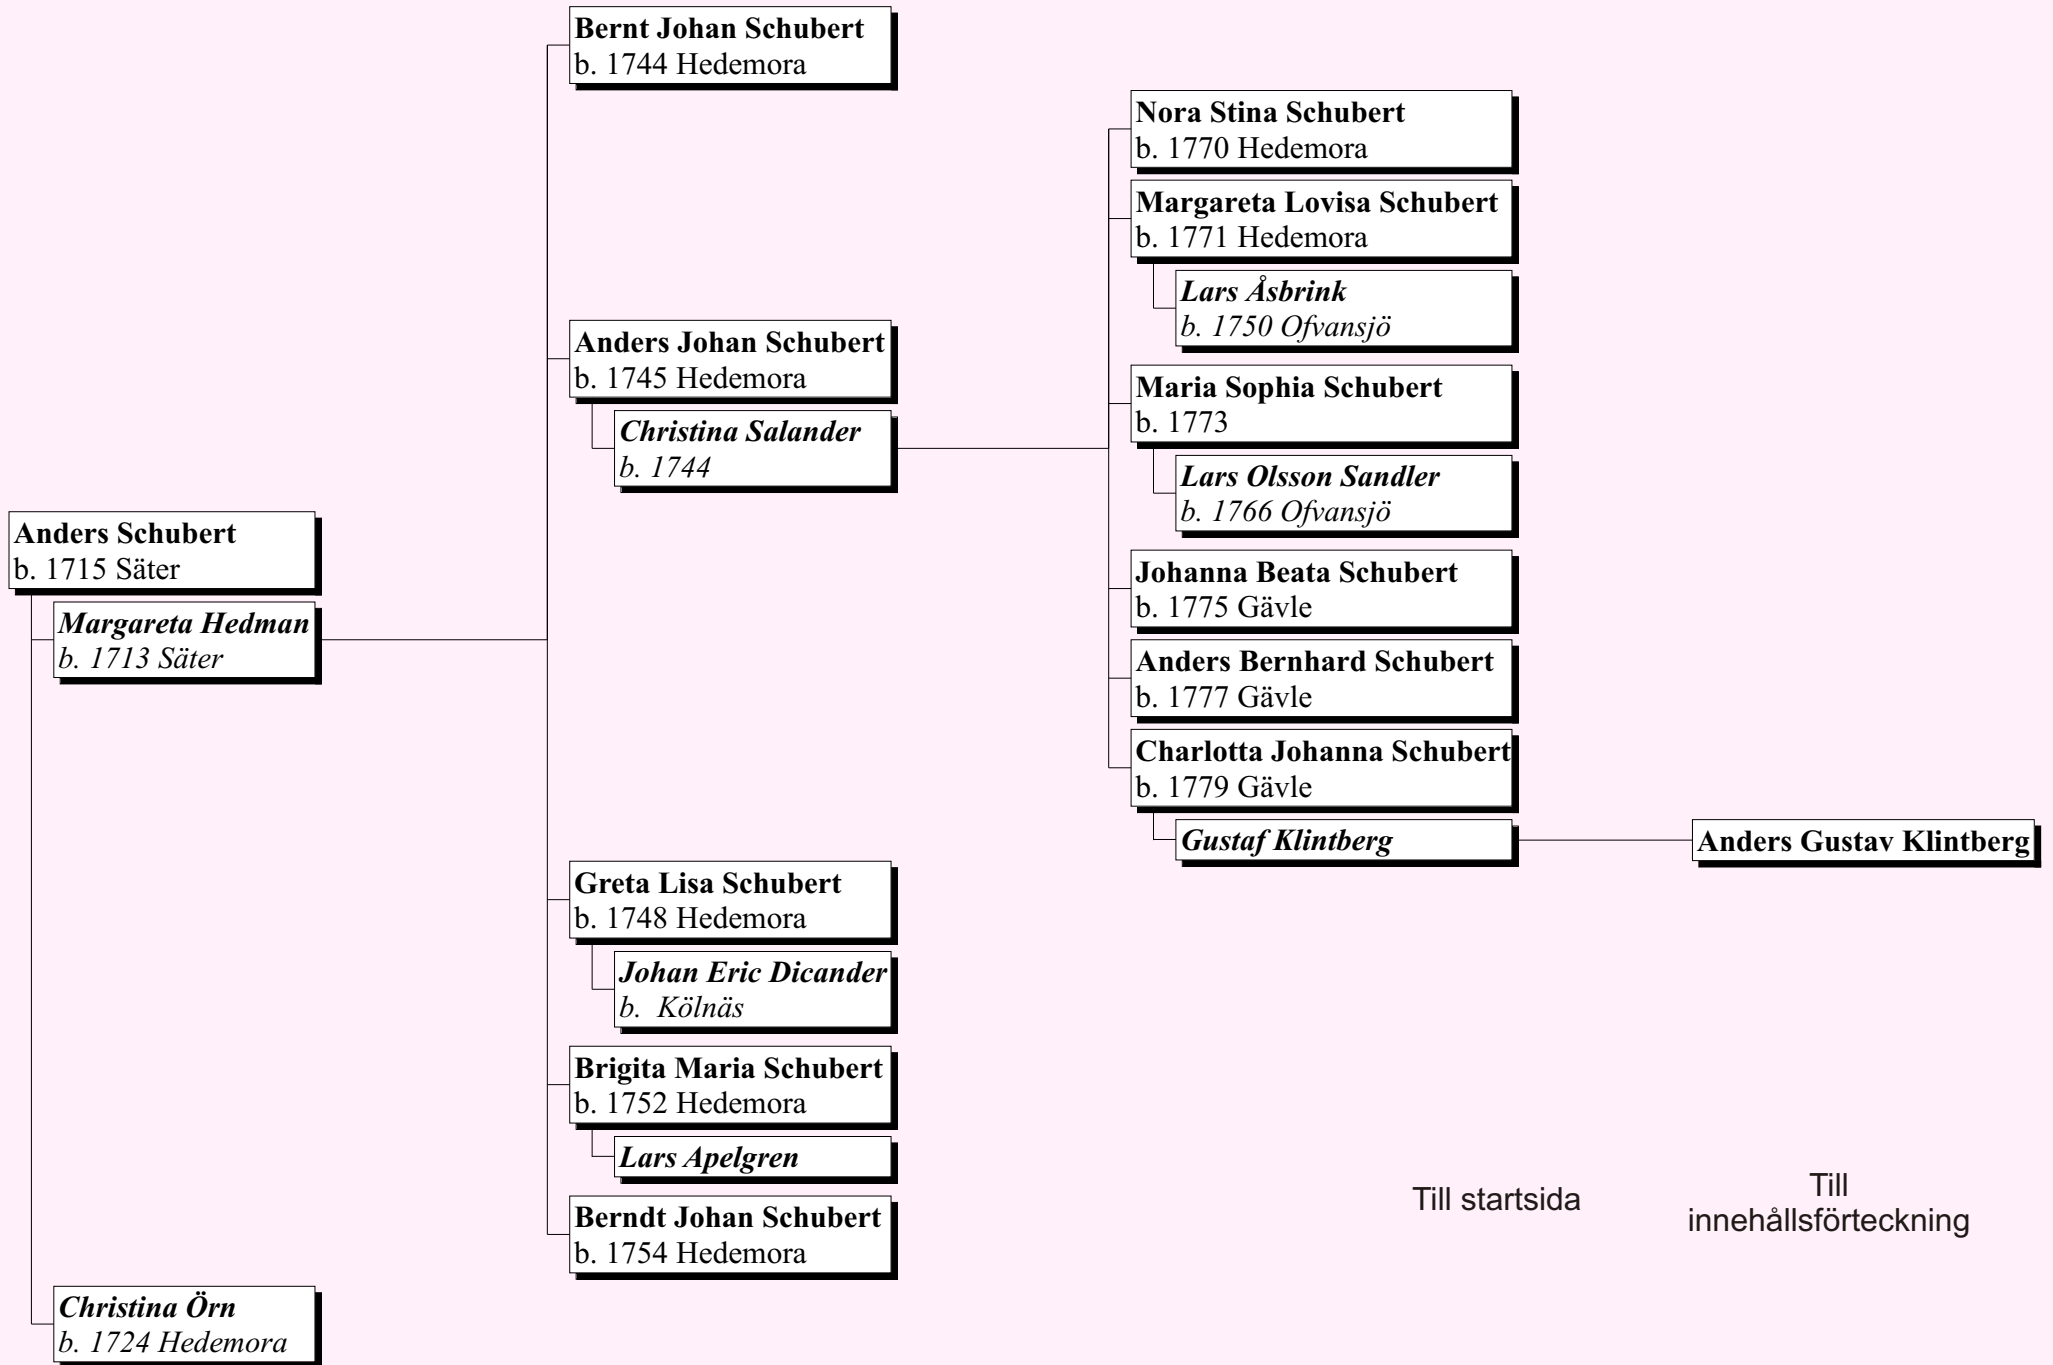 Bernt Johan Schubert
b. 1744 Hedemora
Nora Stina Schubert
b. 1770 Hedemora
Margareta Lovisa Schubert
b. 1771 Hedemora
Lars Åsbrink
b. 1750 Ofvansjö
Anders Johan Schubert
b. 1745 Hedemora
Christina Salander
b. 1744
Maria Sophia Schubert
b. 1773
Lars Olsson Sandler
b. 1766 Ofvansjö
Anders Schubert
b. 1715 Säter
Margareta Hedman
b. 1713 Säter
Johanna Beata Schubert
b. 1775 Gävle
Anders Bernhard Schubert
b. 1777 Gävle
Charlotta Johanna Schubert
b. 1779 Gävle
Gustaf Klintberg
Anders Gustav Klintberg
Greta Lisa Schubert
b. 1748 Hedemora
Johan Eric Dicander
b.  Kölnäs
Brigita Maria Schubert
b. 1752 Hedemora
Lars Apelgren
Berndt Johan Schubert
b. 1754 Hedemora
Till startsida
Till
innehållsförteckning
Christina Örn
b. 1724 Hedemora